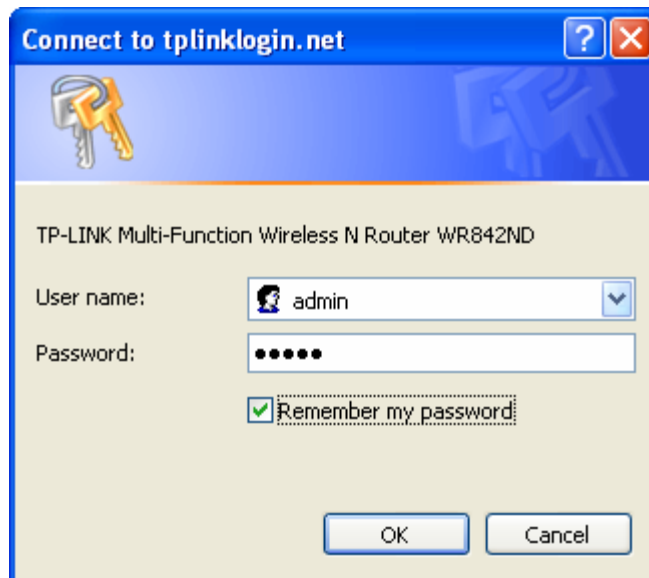 Connect to tplinklogin.net
TP-LINK Multi-Function Wireless N Router WR842ND
User name: admin
Password: •••••
Remember my password
OK Cancel